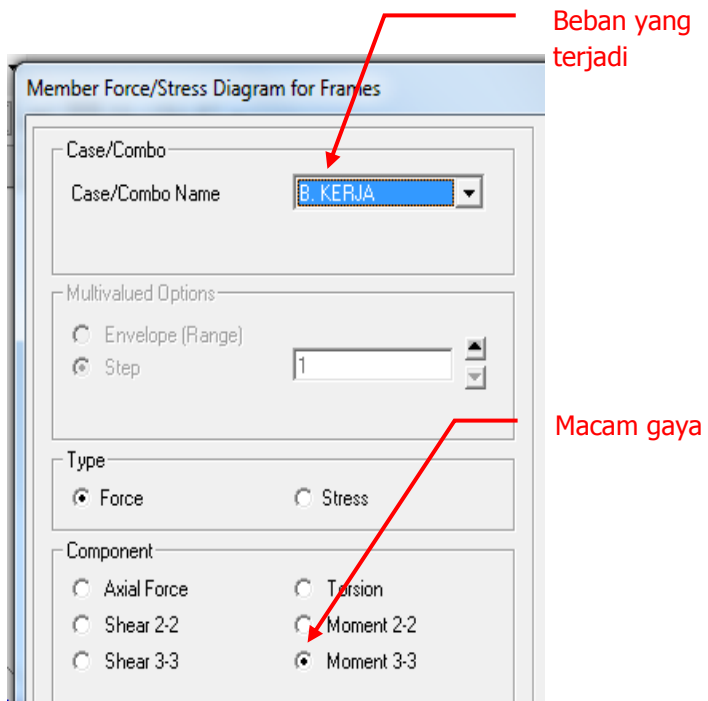 Beban yang
terjadi
Member Force/Stress Diagram for Frames
Case/Combo
Case/Combo Name
B. KERJA
Multivalued Options
Envelope (Range)
Step
1
Macam gaya
Type
Force
Stress
Component
Axial Force
Torsion
Shear 2-2
Moment 2-2
Shear 3-3
Moment 3-3